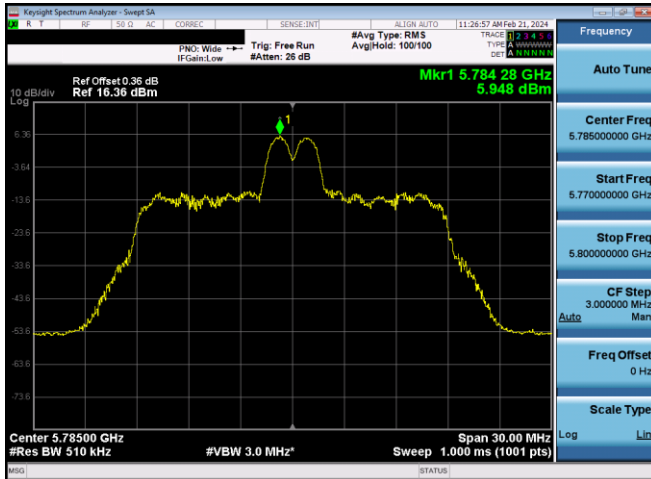 Keysight Spectrum Analyzer - Swept SA
R T RF 50 Ω AC CORREC SENSE:INT ALIGN AUTO 11:26:57 AM Feb 21, 2024
PNO: Wide
IFGain:Low
Trig: Free Run
#Atten: 26 dB
#Avg Type: RMS
Avg|Hold: 100/100
TRACE 1 2 3 4 5 6
TYPE A WWWWW
DET A N N N N N
Ref Offset 0.36 dB
10 dB/div Ref 16.36 dBm
Log
Mkr1 5.784 28 GHz
5.948 dBm
1
6.36
-3.64
-13.6
-23.6
-33.6
-43.6
-53.6
-63.6
-73.6
Center 5.78500 GHz
#Res BW 510 kHz
#VBW 3.0 MHz*
Span 30.00 MHz
Sweep 1.000 ms (1001 pts)
MSG
STATUS
Frequency
Auto Tune
Center Freq
5.785000000 GHz
Start Freq
5.770000000 GHz
Stop Freq
5.800000000 GHz
CF Step
3.000000 MHz
Auto Man
Freq Offset
0 Hz
Scale Type
Log Lin